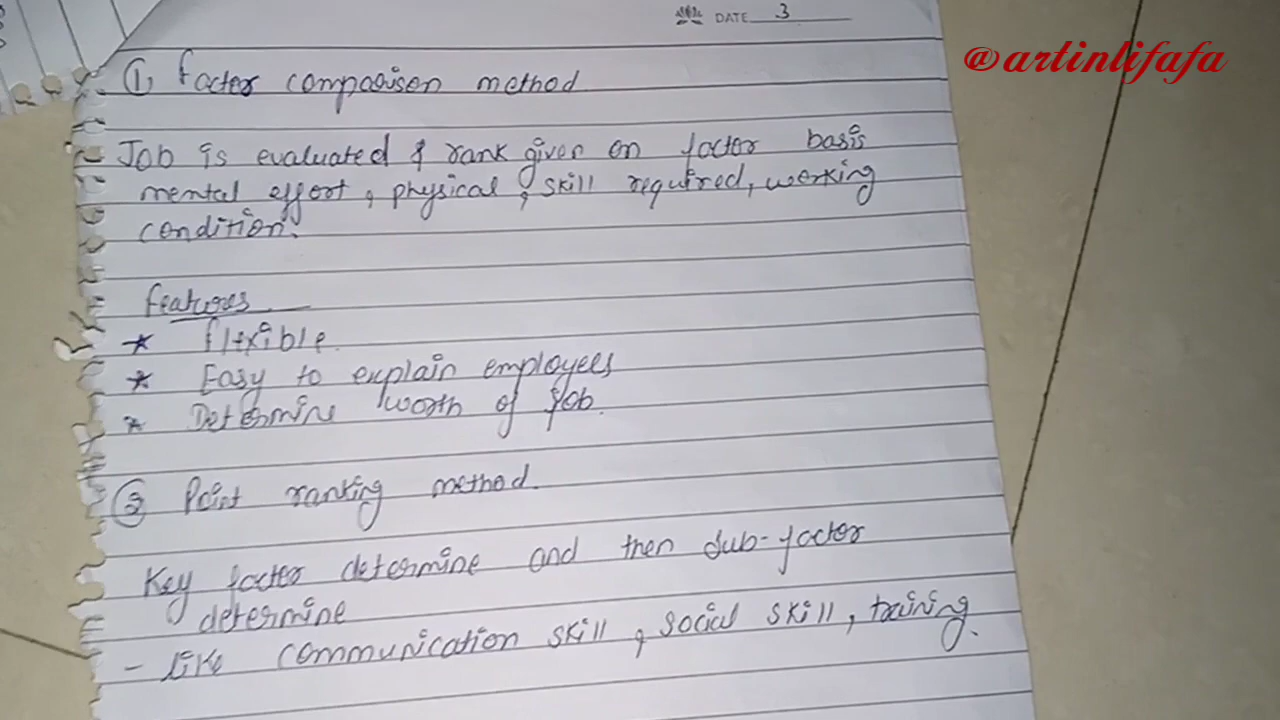 DATE 3
@artinlifafa
① Factor comparison method
Job is evaluated & rank given on factor basis
mental effort, physical, skill required, working
condition.
Features
* flexible
* Easy to explain employees
* Determine worth of job.
② Point ranking method.
Key factor determine and then sub-factor
determine
- like communication skill, social skill, training.